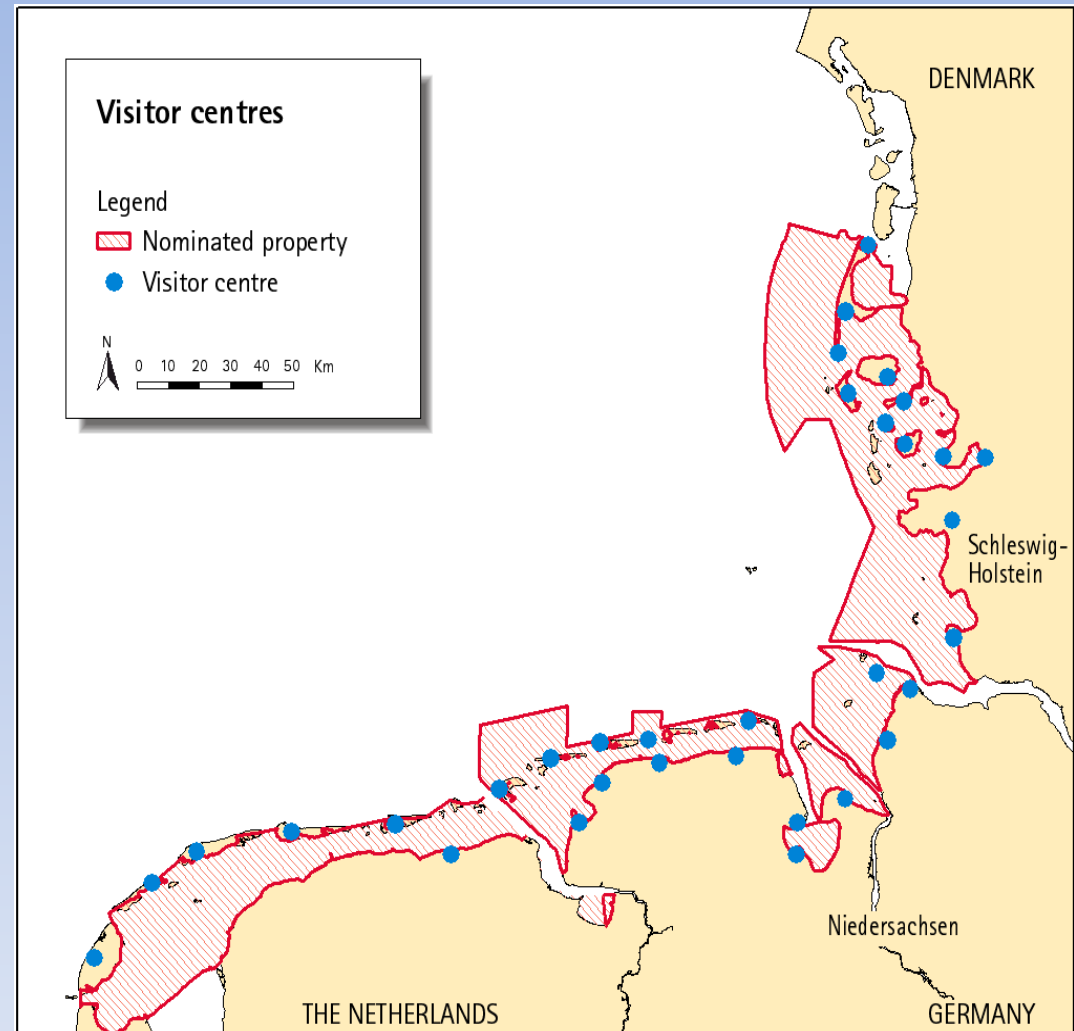 Visitor centres
Legend
Nominated property
Visitor centre
N
0 10 20 30 40 50 Km
DENMARK
Schleswig-
Holstein
Niedersachsen
THE NETHERLANDS
GERMANY